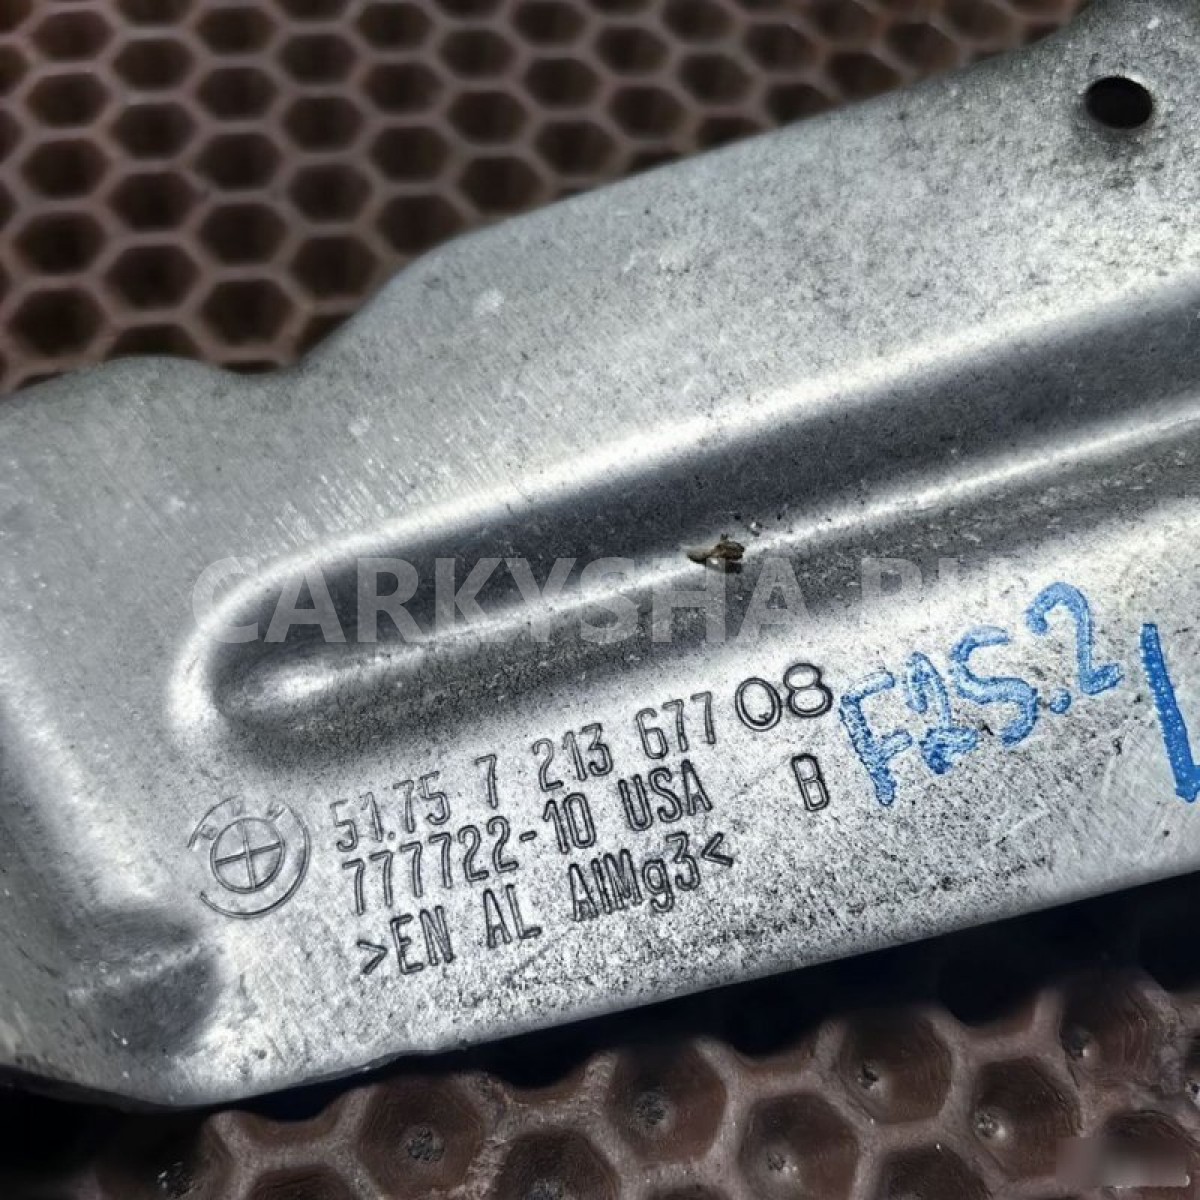 CARKYSHA.RU
F25.2
51.75 7 213 677 08
777722-10 USA B
>EN AL AlMg3<